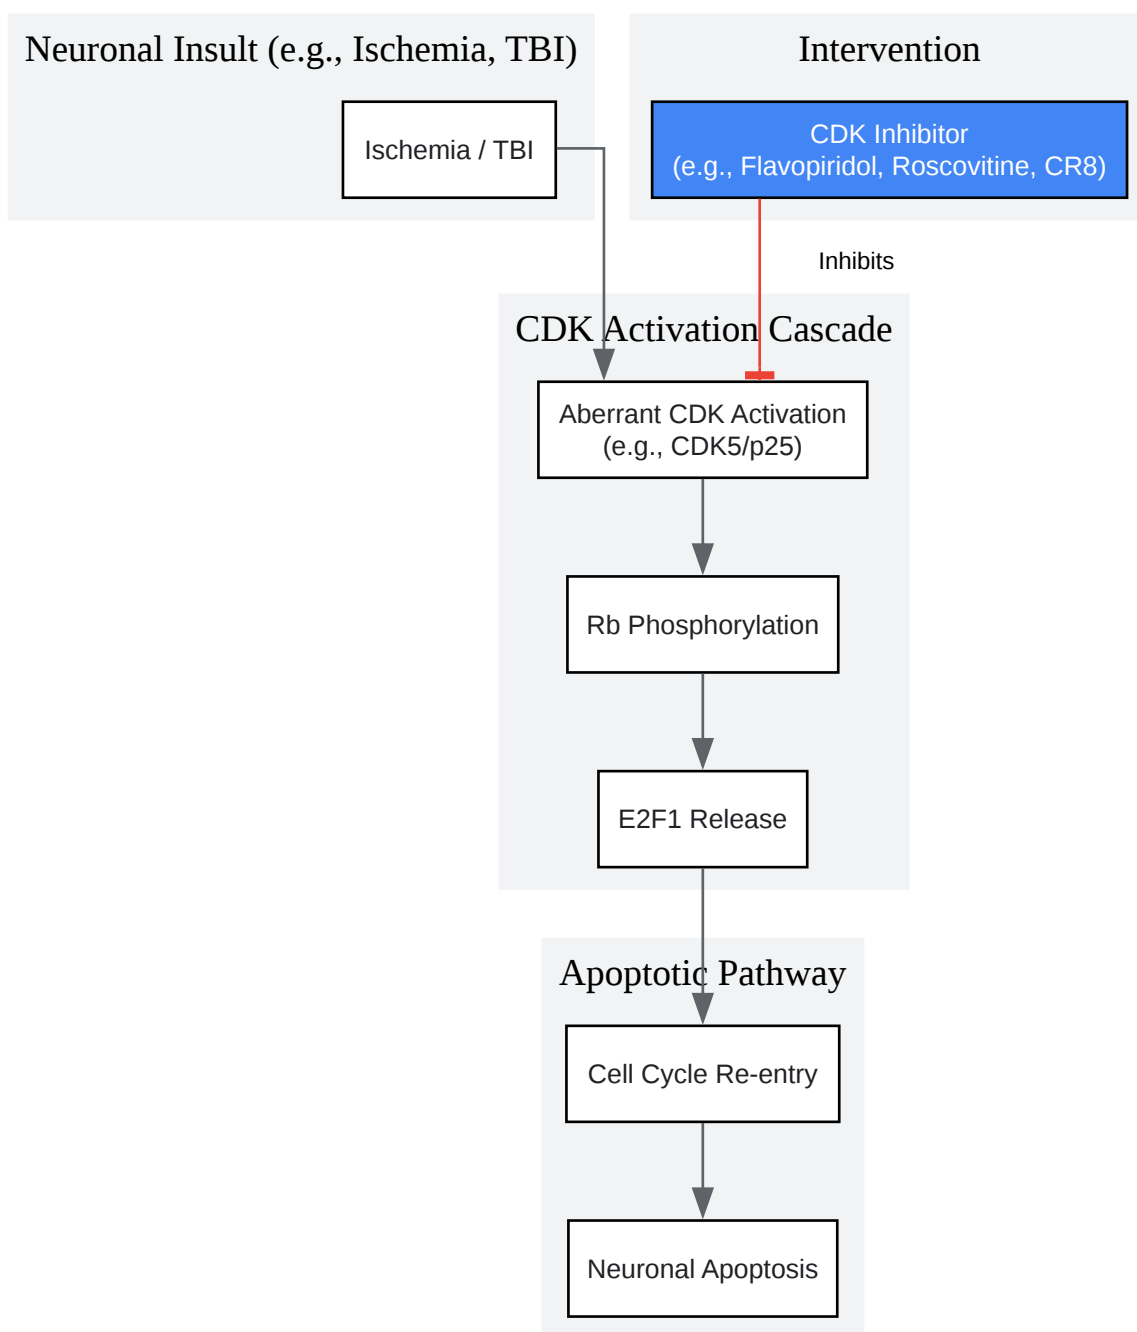 Neuronal Insult (e.g., Ischemia, TBI)
Intervention
Ischemia / TBI
CDK Inhibitor
(e.g., Flavopiridol, Roscovitine, CR8)
Inhibits
CDK Activation Cascade
Aberrant CDK Activation
(e.g., CDK5/p25)
Rb Phosphorylation
E2F1 Release
Apoptotic Pathway
Cell Cycle Re-entry
Neuronal Apoptosis